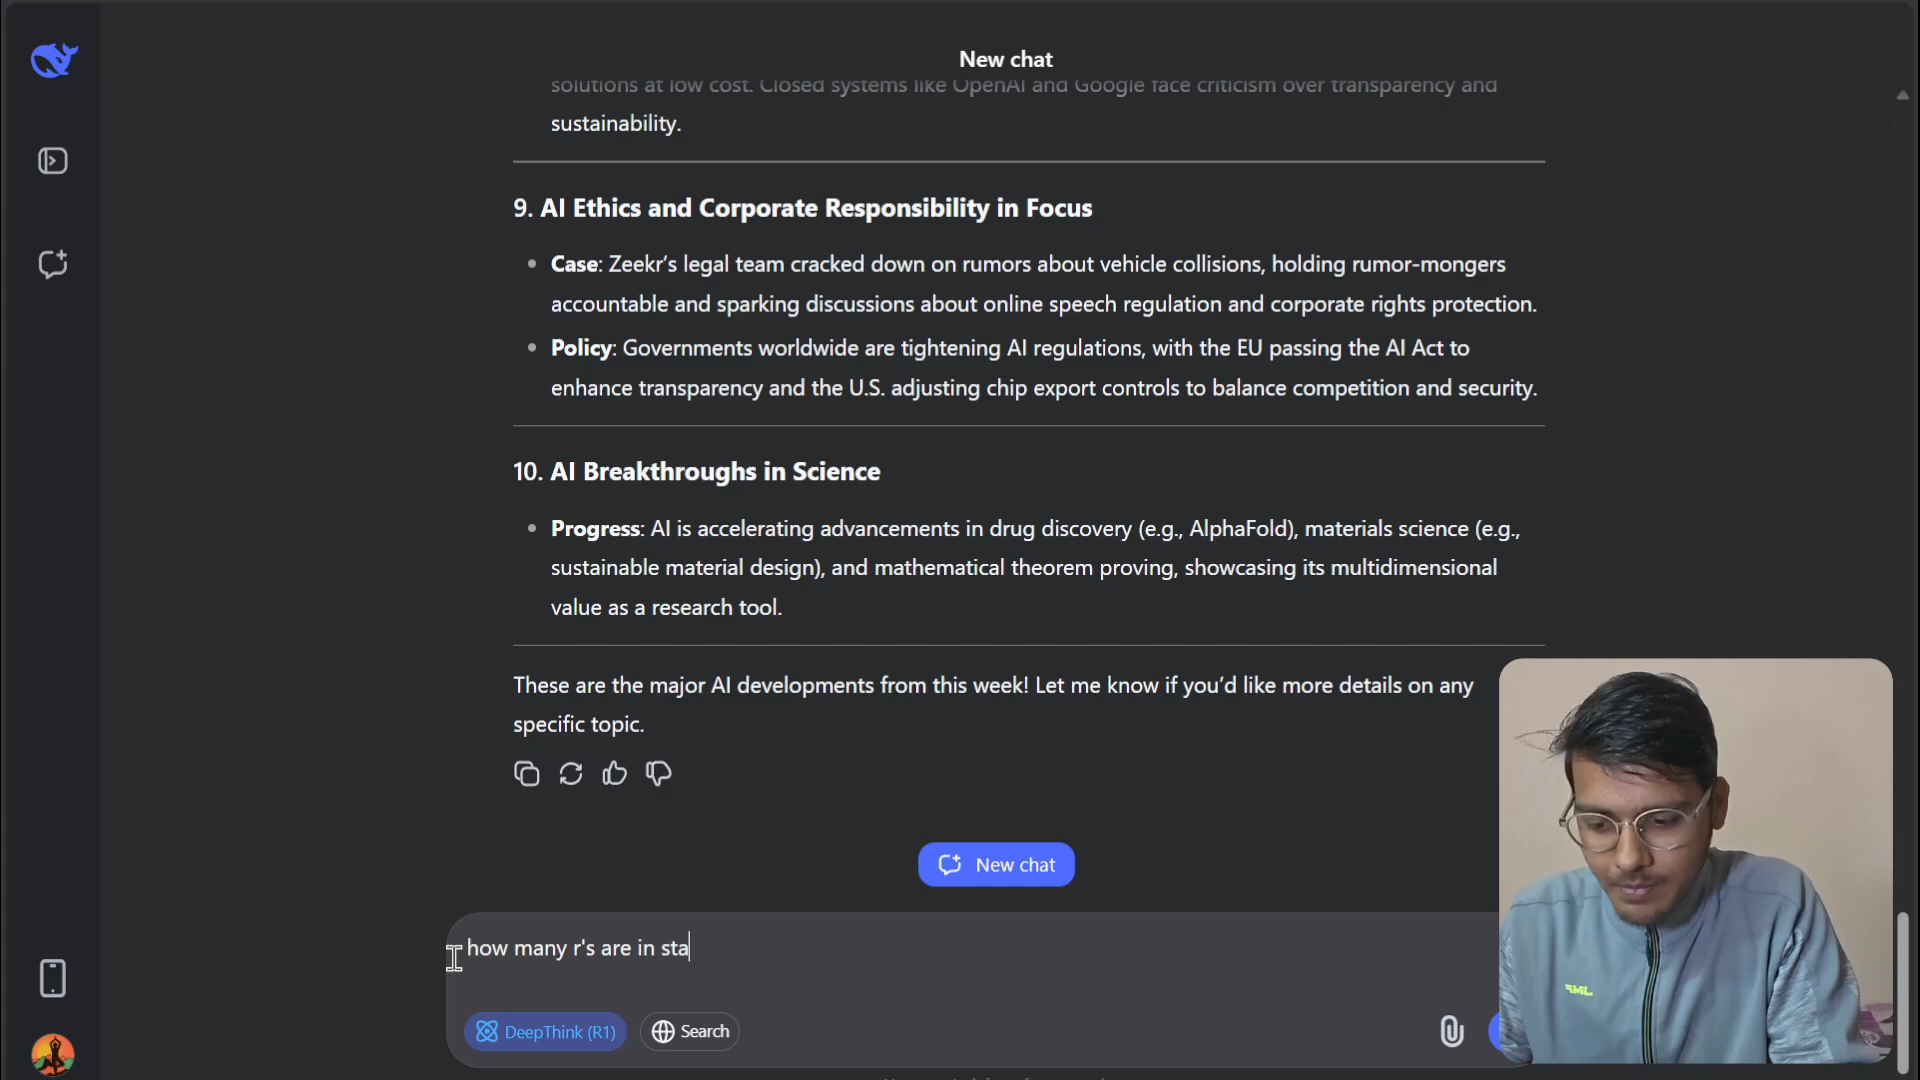 New chat
solutions at low cost. Closed systems like OpenAI and Google face criticism over transparency and
sustainability.
9. AI Ethics and Corporate Responsibility in Focus
Case: Zeekr’s legal team cracked down on rumors about vehicle collisions, holding rumor-mongers
accountable and sparking discussions about online speech regulation and corporate rights protection.
Policy: Governments worldwide are tightening AI regulations, with the EU passing the AI Act to
enhance transparency and the U.S. adjusting chip export controls to balance competition and security.
10. AI Breakthroughs in Science
Progress: AI is accelerating advancements in drug discovery (e.g., AlphaFold), materials science (e.g.,
sustainable material design), and mathematical theorem proving, showcasing its multidimensional
value as a research tool.
These are the major AI developments from this week! Let me know if you’d like more details on any
specific topic.
New chat
how many r's are in sta
DeepThink (R1)
Search